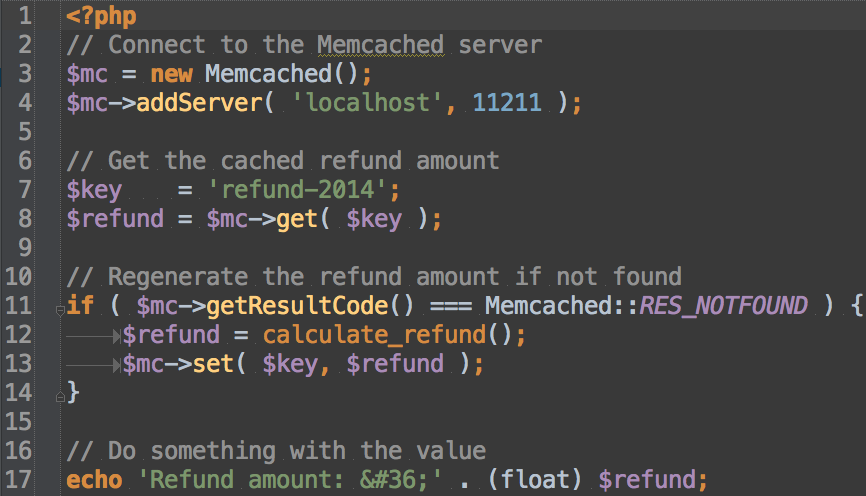 1 <?php
2 // Connect to the Memcached server
3 $mc = new Memcached();
4 $mc->addServer( 'localhost', 11211 );
5
6 // Get the cached refund amount
7 $key    = 'refund-2014';
8 $refund = $mc->get( $key );
9
10 // Regenerate the refund amount if not found
11 if ( $mc->getResultCode() === Memcached::RES_NOTFOUND ) {
12     $refund = calculate_refund();
13     $mc->set( $key, $refund );
14 }
15
16 // Do something with the value
17 echo 'Refund amount: &#36;' . (float) $refund;